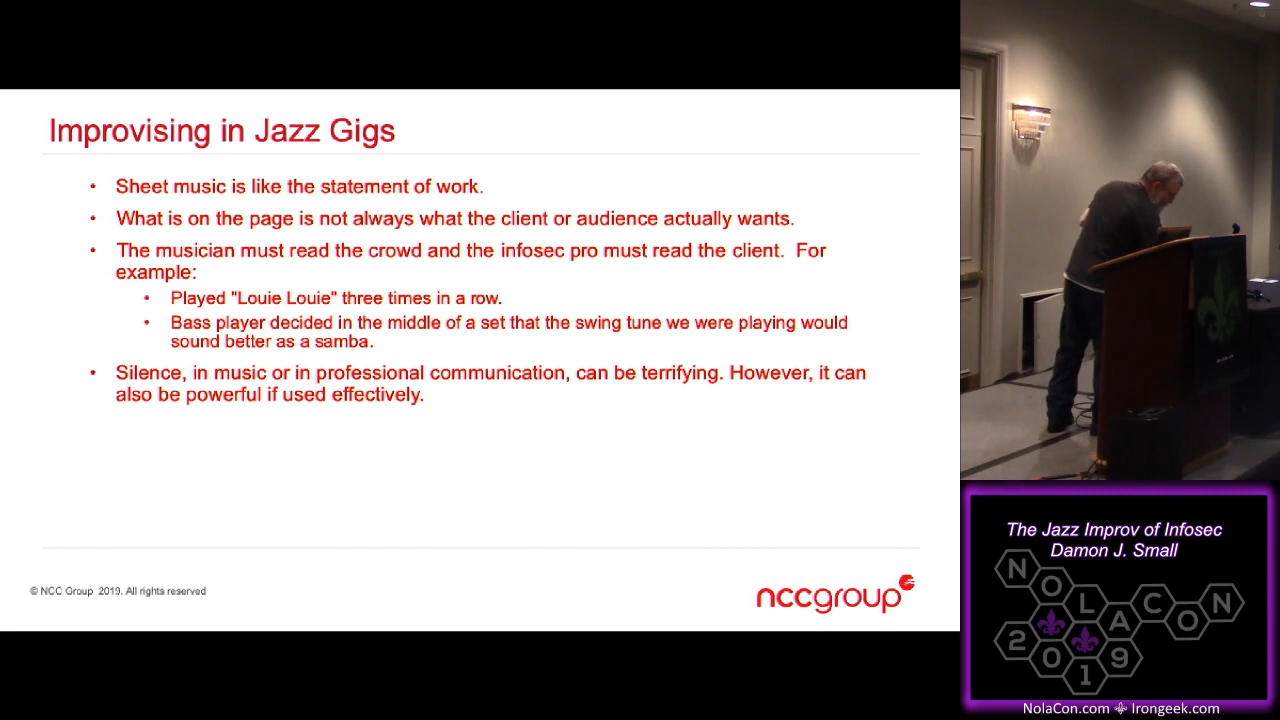 Improvising in Jazz Gigs
• Sheet music is like the statement of work.
• What is on the page is not always what the client or audience actually wants.
• The musician must read the crowd and the infosec pro must read the client.  For
example:
• Played "Louie Louie" three times in a row.
• Bass player decided in the middle of a set that the swing tune we were playing would
sound better as a samba.
• Silence, in music or in professional communication, can be terrifying. However, it can
also be powerful if used effectively.
© NCC Group  2019. All rights reserved
nccgroup
The Jazz Improv of Infosec
Damon J. Small
NOLACON
2019
NolaCon.com ⚜ Irongeek.com